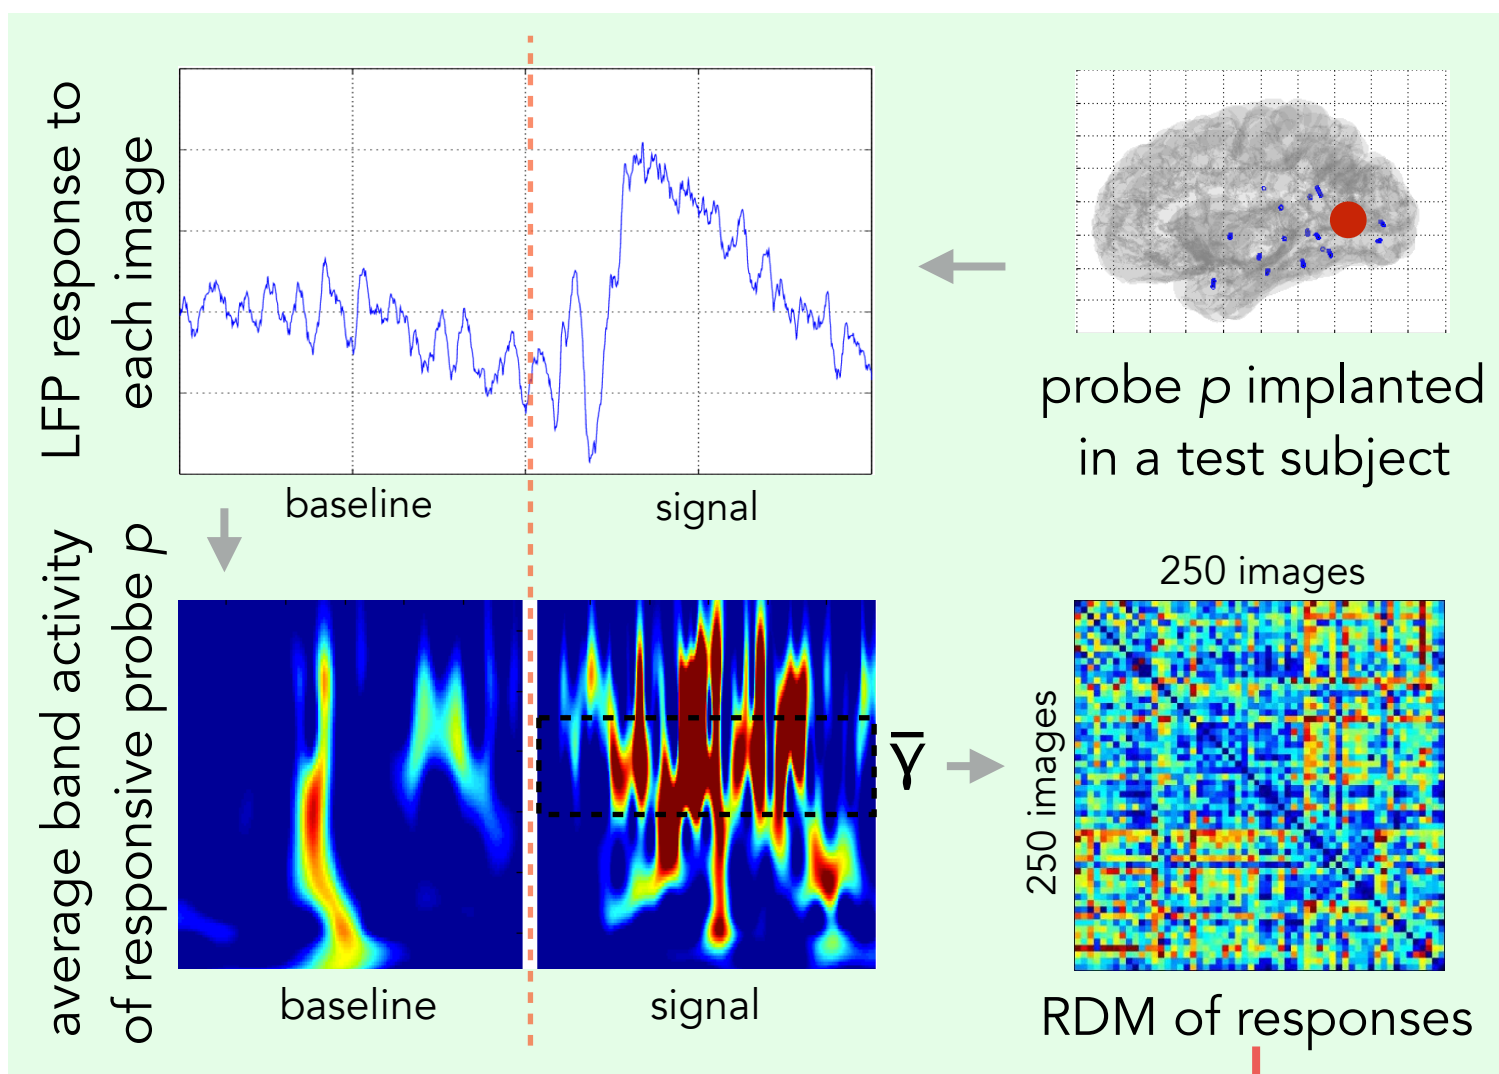 LFP response to
each image
baseline
signal
probe p implanted
in a test subject
average band activity
of responsive probe p
baseline
signal
γ̄
250 images
250 images
RDM of responses